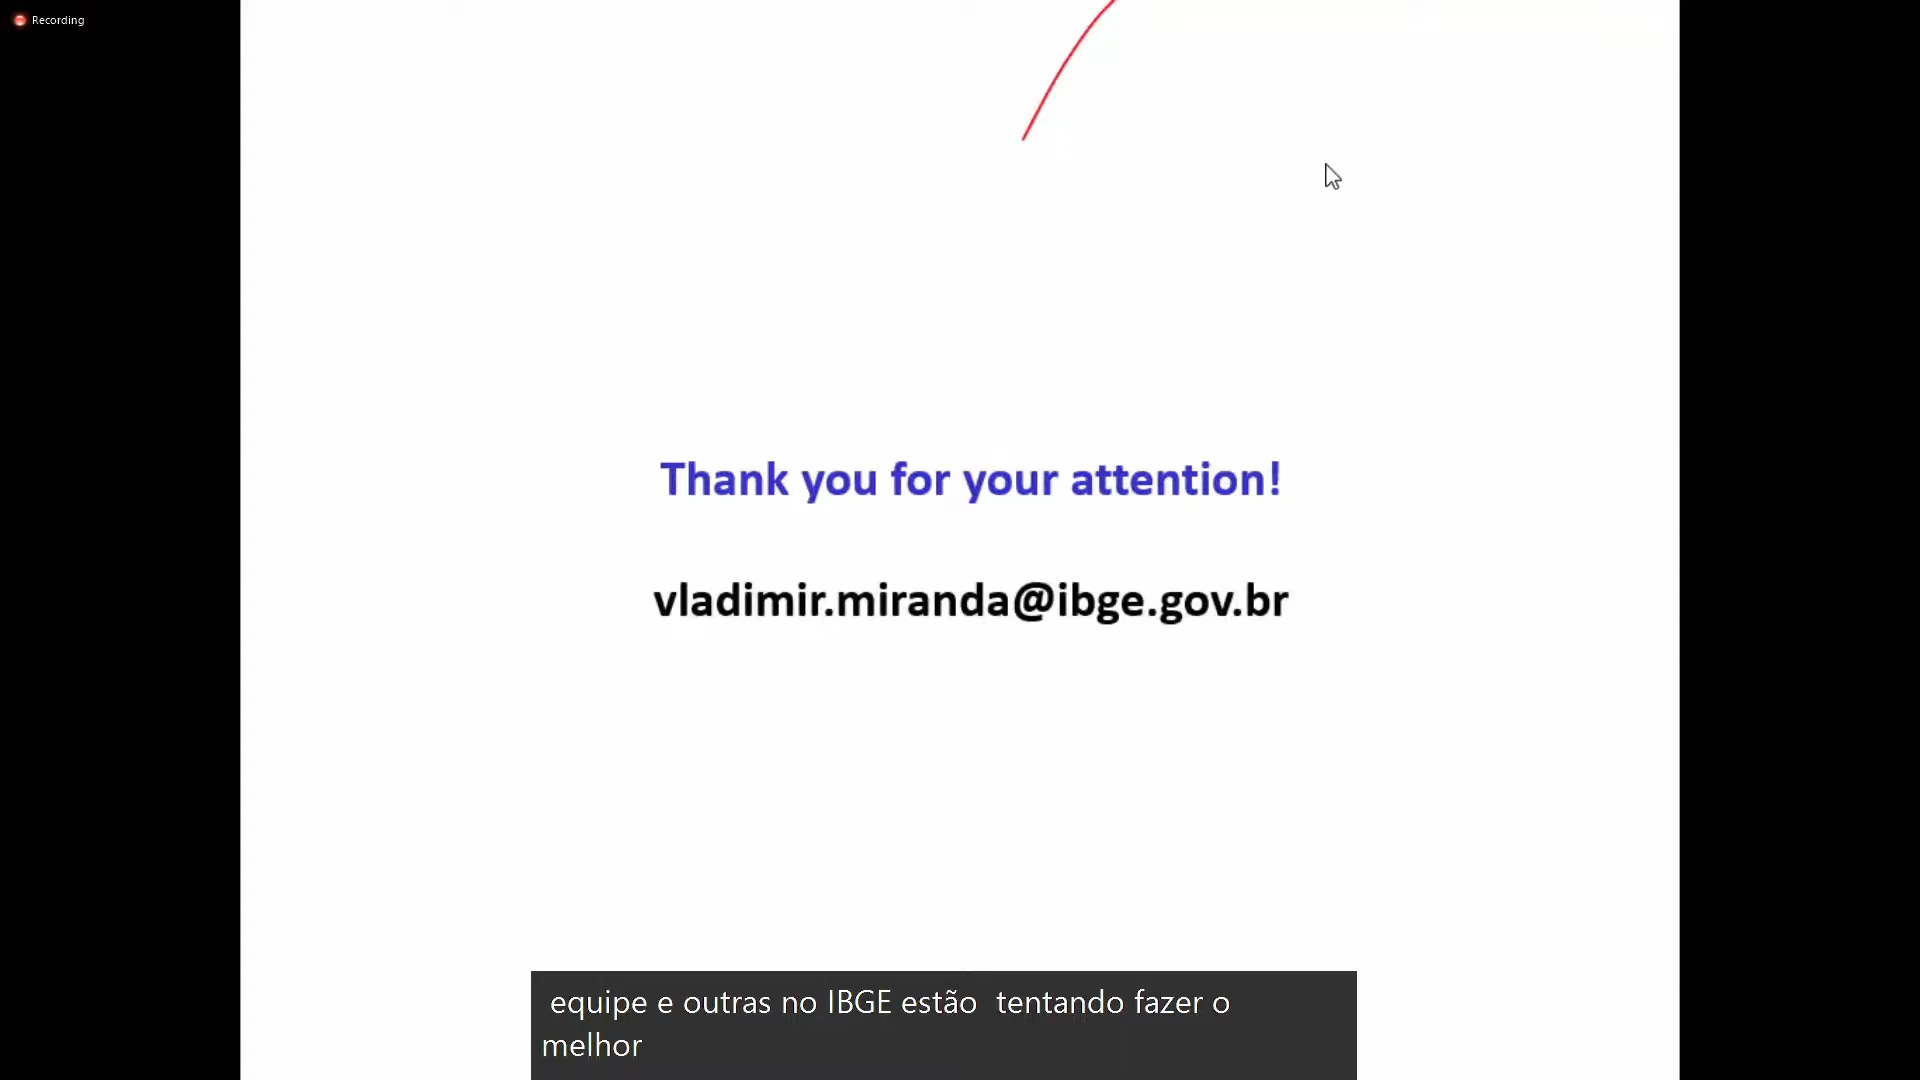 Recording
Thank you for your attention!
vladimir.miranda@ibge.gov.br
equipe e outras no IBGE estão tentando fazer o
melhor